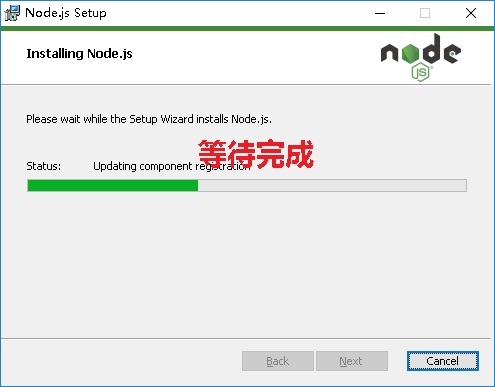 Node.js Setup
Installing Node.js
node
JS
Please wait while the Setup Wizard installs Node.js.
等待完成
Status: Updating component registration
Back Next Cancel